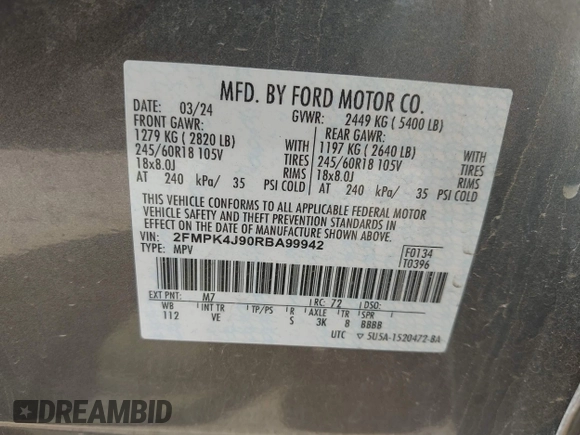 MFD. BY FORD MOTOR CO.
DATE: 03/24 GVWR: 2449 KG ( 5400 LB)
FRONT GAWR: REAR GAWR:
1279 KG ( 2820 LB) WITH 1197 KG ( 2640 LB) WITH
245/60R18 105V TIRES 245/60R18 105V TIRES
18x8.0J RIMS 18x8.0J RIMS
AT 240 kPa/ 35 PSI COLD AT 240 kPa/ 35 PSI COLD
THIS VEHICLE CONFORMS TO ALL APPLICABLE FEDERAL MOTOR
VEHICLE SAFETY AND THEFT PREVENTION STANDARDS IN
EFFECT ON THE DATE OF MANUFACTURE SHOWN ABOVE.
VIN: 2FMPK4J90RBA99942
TYPE: MPV
F0134
T0396
EXT PNT: M7 RC: 72 DSO:
WB INT TR TP/PS R AXLE TR SPR
112 VE S 3K 8 BBBB
UTC 5U5A-1520472-BA
DREAMBID